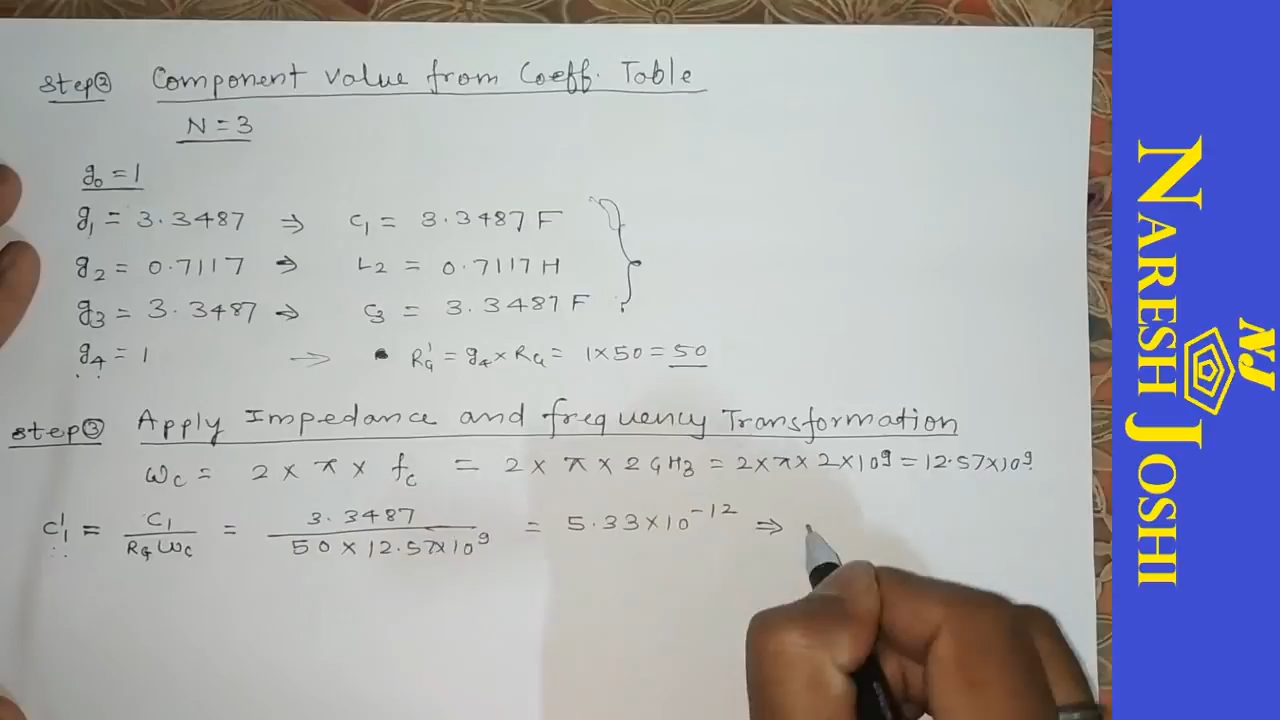 Step② Component Value from Coeff. Table
N = 3
g₀ = 1
g₁ = 3.3487 ⇒ C₁ = 3.3487 F
g₂ = 0.7117 ⇒ L₂ = 0.7117 H
g₃ = 3.3487 ⇒ C₃ = 3.3487 F
g₄ = 1 → R'G = g₄ × RG = 1 × 50 = 50
Step③ Apply Impedance and frequency Transformation
ωc = 2 × π × fc = 2 × π × 2 GHz = 2×π×2×10⁹ = 12.57×10⁹
C'₁ = C₁ / RG ωc = 3.3487 / 50 × 12.57×10⁹ = 5.33×10⁻¹² ⇒
NARESH JOSHI
NJ